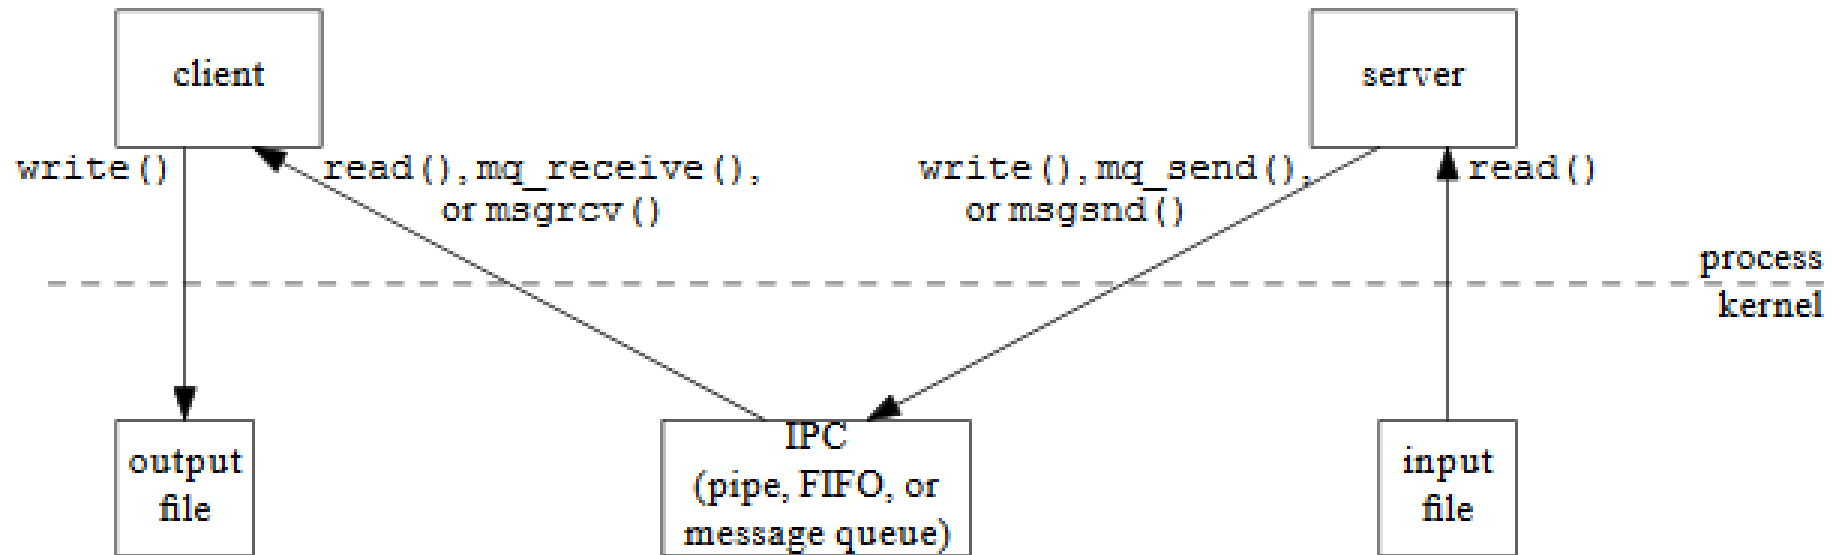 client
server
write()
read(), mq_receive(),
or msgrcv()
write(), mq_send(),
or msgsnd()
read()
process
kernel
output
file
IPC
(pipe, FIFO, or
message queue)
input
file